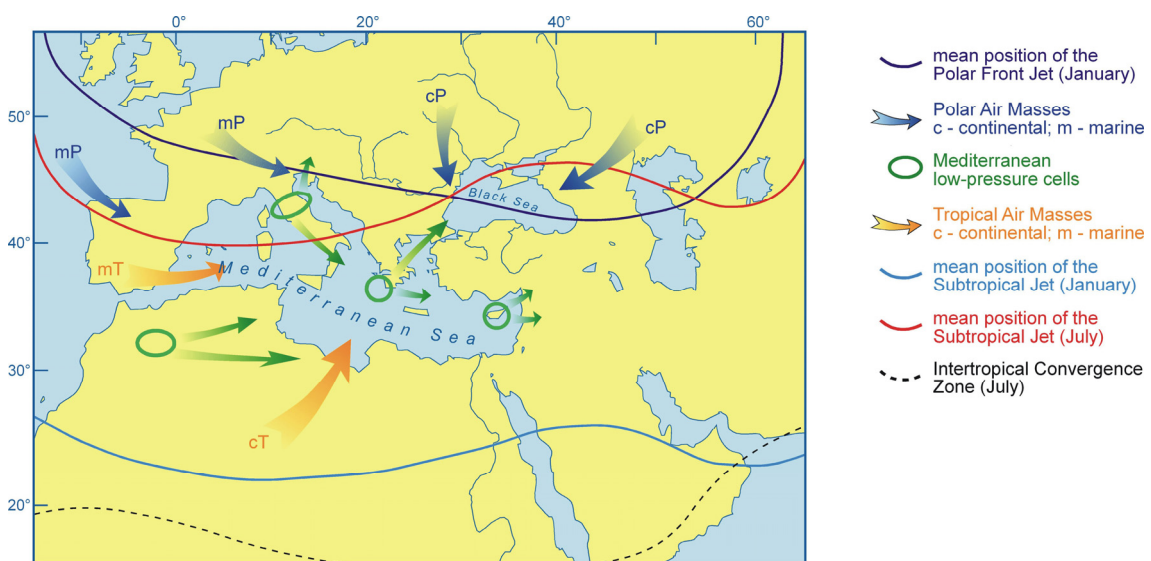 0°
20°
40°
60°
50°
40°
30°
20°
mP
mP
cP
cP
Black Sea
mT
Mediterranean Sea
cT
mean position of the
Polar Front Jet (January)
Polar Air Masses
c - continental; m - marine
Mediterranean
low-pressure cells
Tropical Air Masses
c - continental; m - marine
mean position of the
Subtropical Jet (January)
mean position of the
Subtropical Jet (July)
Intertropical Convergence
Zone (July)